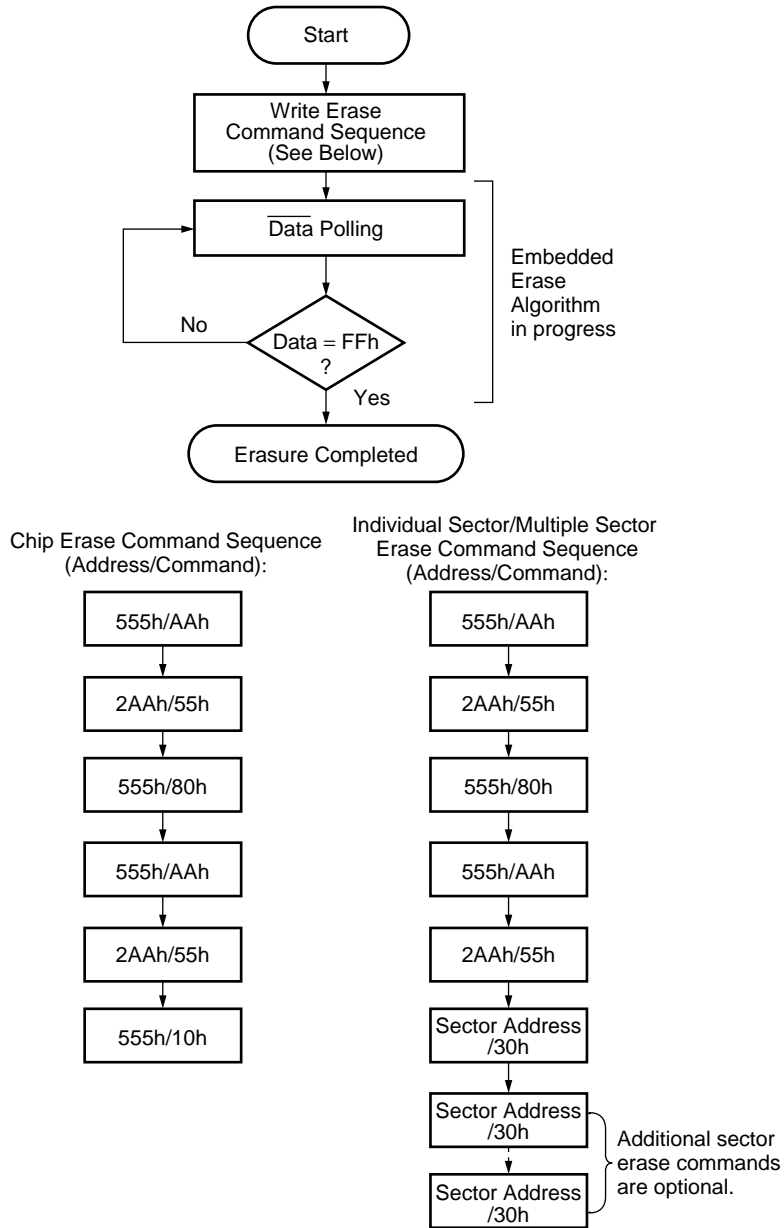 Start
Write Erase
Command Sequence
(See Below)
Data Polling
Embedded
Erase
Algorithm
in progress
No
Data = FFh
?
Yes
Erasure Completed
Chip Erase Command Sequence
(Address/Command):
555h/AAh
2AAh/55h
555h/80h
555h/AAh
2AAh/55h
555h/10h
Individual Sector/Multiple Sector
Erase Command Sequence
(Address/Command):
555h/AAh
2AAh/55h
555h/80h
555h/AAh
2AAh/55h
Sector Address
/30h
Sector Address
/30h
Sector Address
/30h
Additional sector
erase commands
are optional.